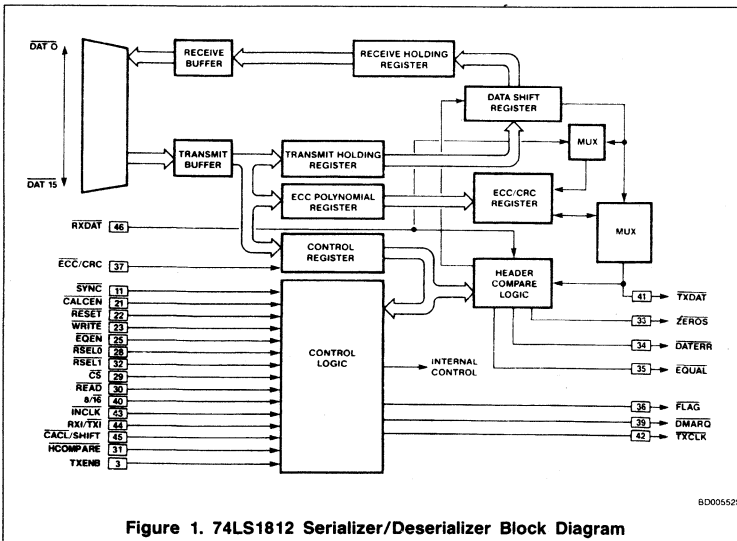 DAT 0
DAT 15
RECEIVE
BUFFER
RECEIVE HOLDING
REGISTER
DATA SHIFT
REGISTER
MUX
TRANSMIT
BUFFER
TRANSMIT HOLDING
REGISTER
ECC POLYNOMIAL
REGISTER
ECC/CRC
REGISTER
MUX
RXDAT 46
CONTROL
REGISTER
ECC/CRC 37
HEADER
COMPARE
LOGIC
SYNC 11
CALCEN 21
RESET 22
WRITE 23
EQEN 25
RSEL0 28
RSEL1 32
CS 29
READ 30
8/16 40
INCLK 43
RXI/TXI 44
CACL/SHIFT 45
HCOMPARE 31
TXENB 3
CONTROL
LOGIC
INTERNAL
CONTROL
41 TXDAT
33 ZEROS
34 DATERR
35 EQUAL
36 FLAG
39 DMARQ
42 TXCLK
BD005525
Figure 1. 74LS1812 Serializer/Deserializer Block Diagram